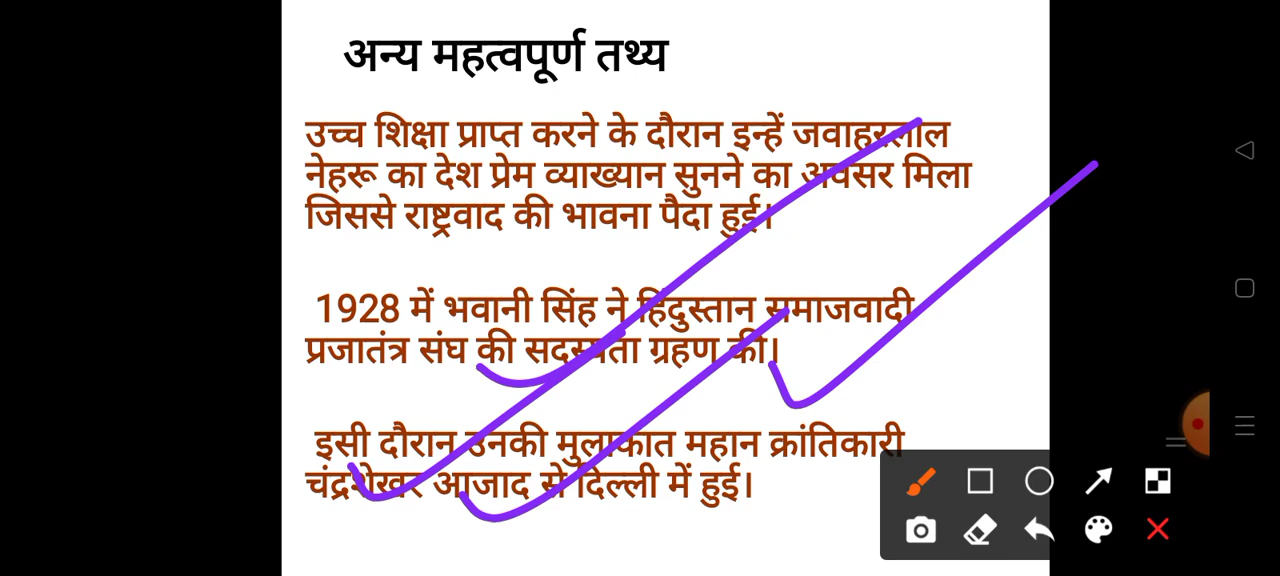 अन्य महत्वपूर्ण तथ्य
उच्च शिक्षा प्राप्त करने के दौरान इन्हें जवाहरलाल
नेहरू का देश प्रेम व्याख्यान सुनने का अवसर मिला
जिससे राष्ट्रवाद की भावना पैदा हुई।
1928 में भवानी सिंह ने हिंदुस्तान समाजवादी
प्रजातंत्र संघ की सदस्यता ग्रहण की।
इसी दौरान उनकी मुलाकात महान क्रांतिकारी
चंद्रशेखर आजाद से दिल्ली में हुई।